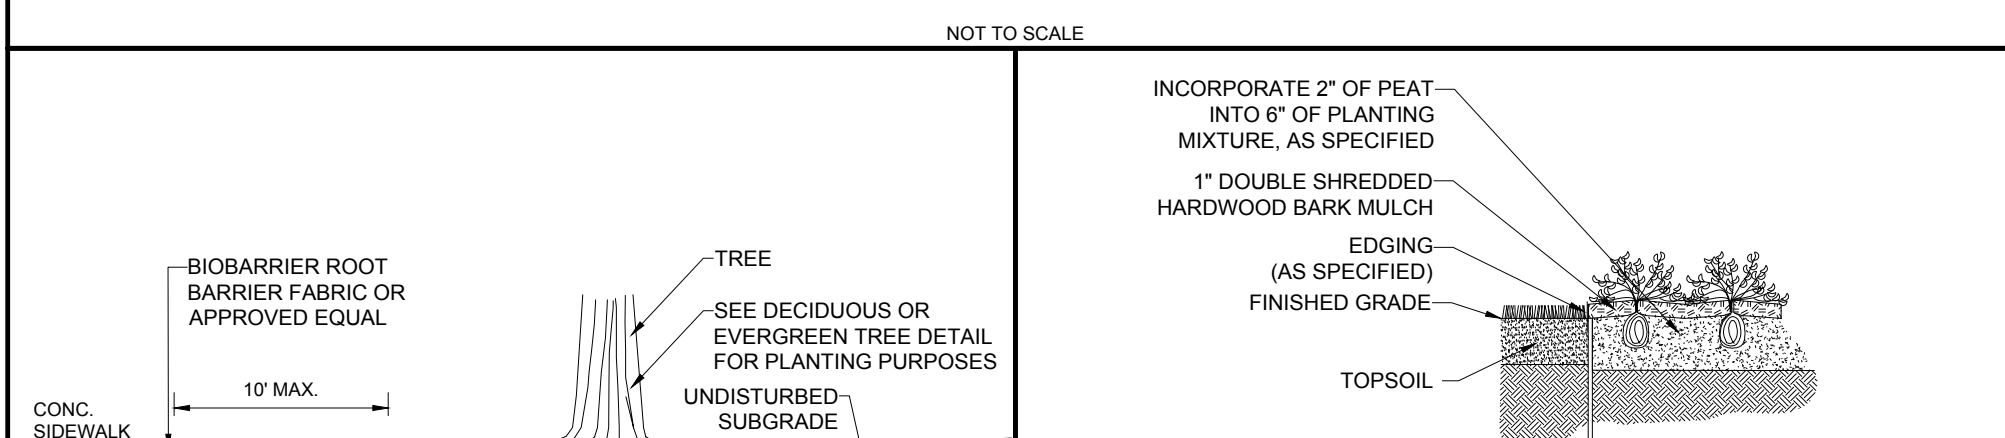 NOT TO SCALE
BIOBARRIER ROOT
BARRIER FABRIC OR
APPROVED EQUAL
10' MAX.
CONC.
SIDEWALK
TREE
SEE DECIDUOUS OR
EVERGREEN TREE DETAIL
FOR PLANTING PURPOSES
UNDISTURBED
SUBGRADE
INCORPORATE 2" OF PEAT
INTO 6" OF PLANTING
MIXTURE, AS SPECIFIED
1" DOUBLE SHREDDED
HARDWOOD BARK MULCH
EDGING
(AS SPECIFIED)
FINISHED GRADE
TOPSOIL